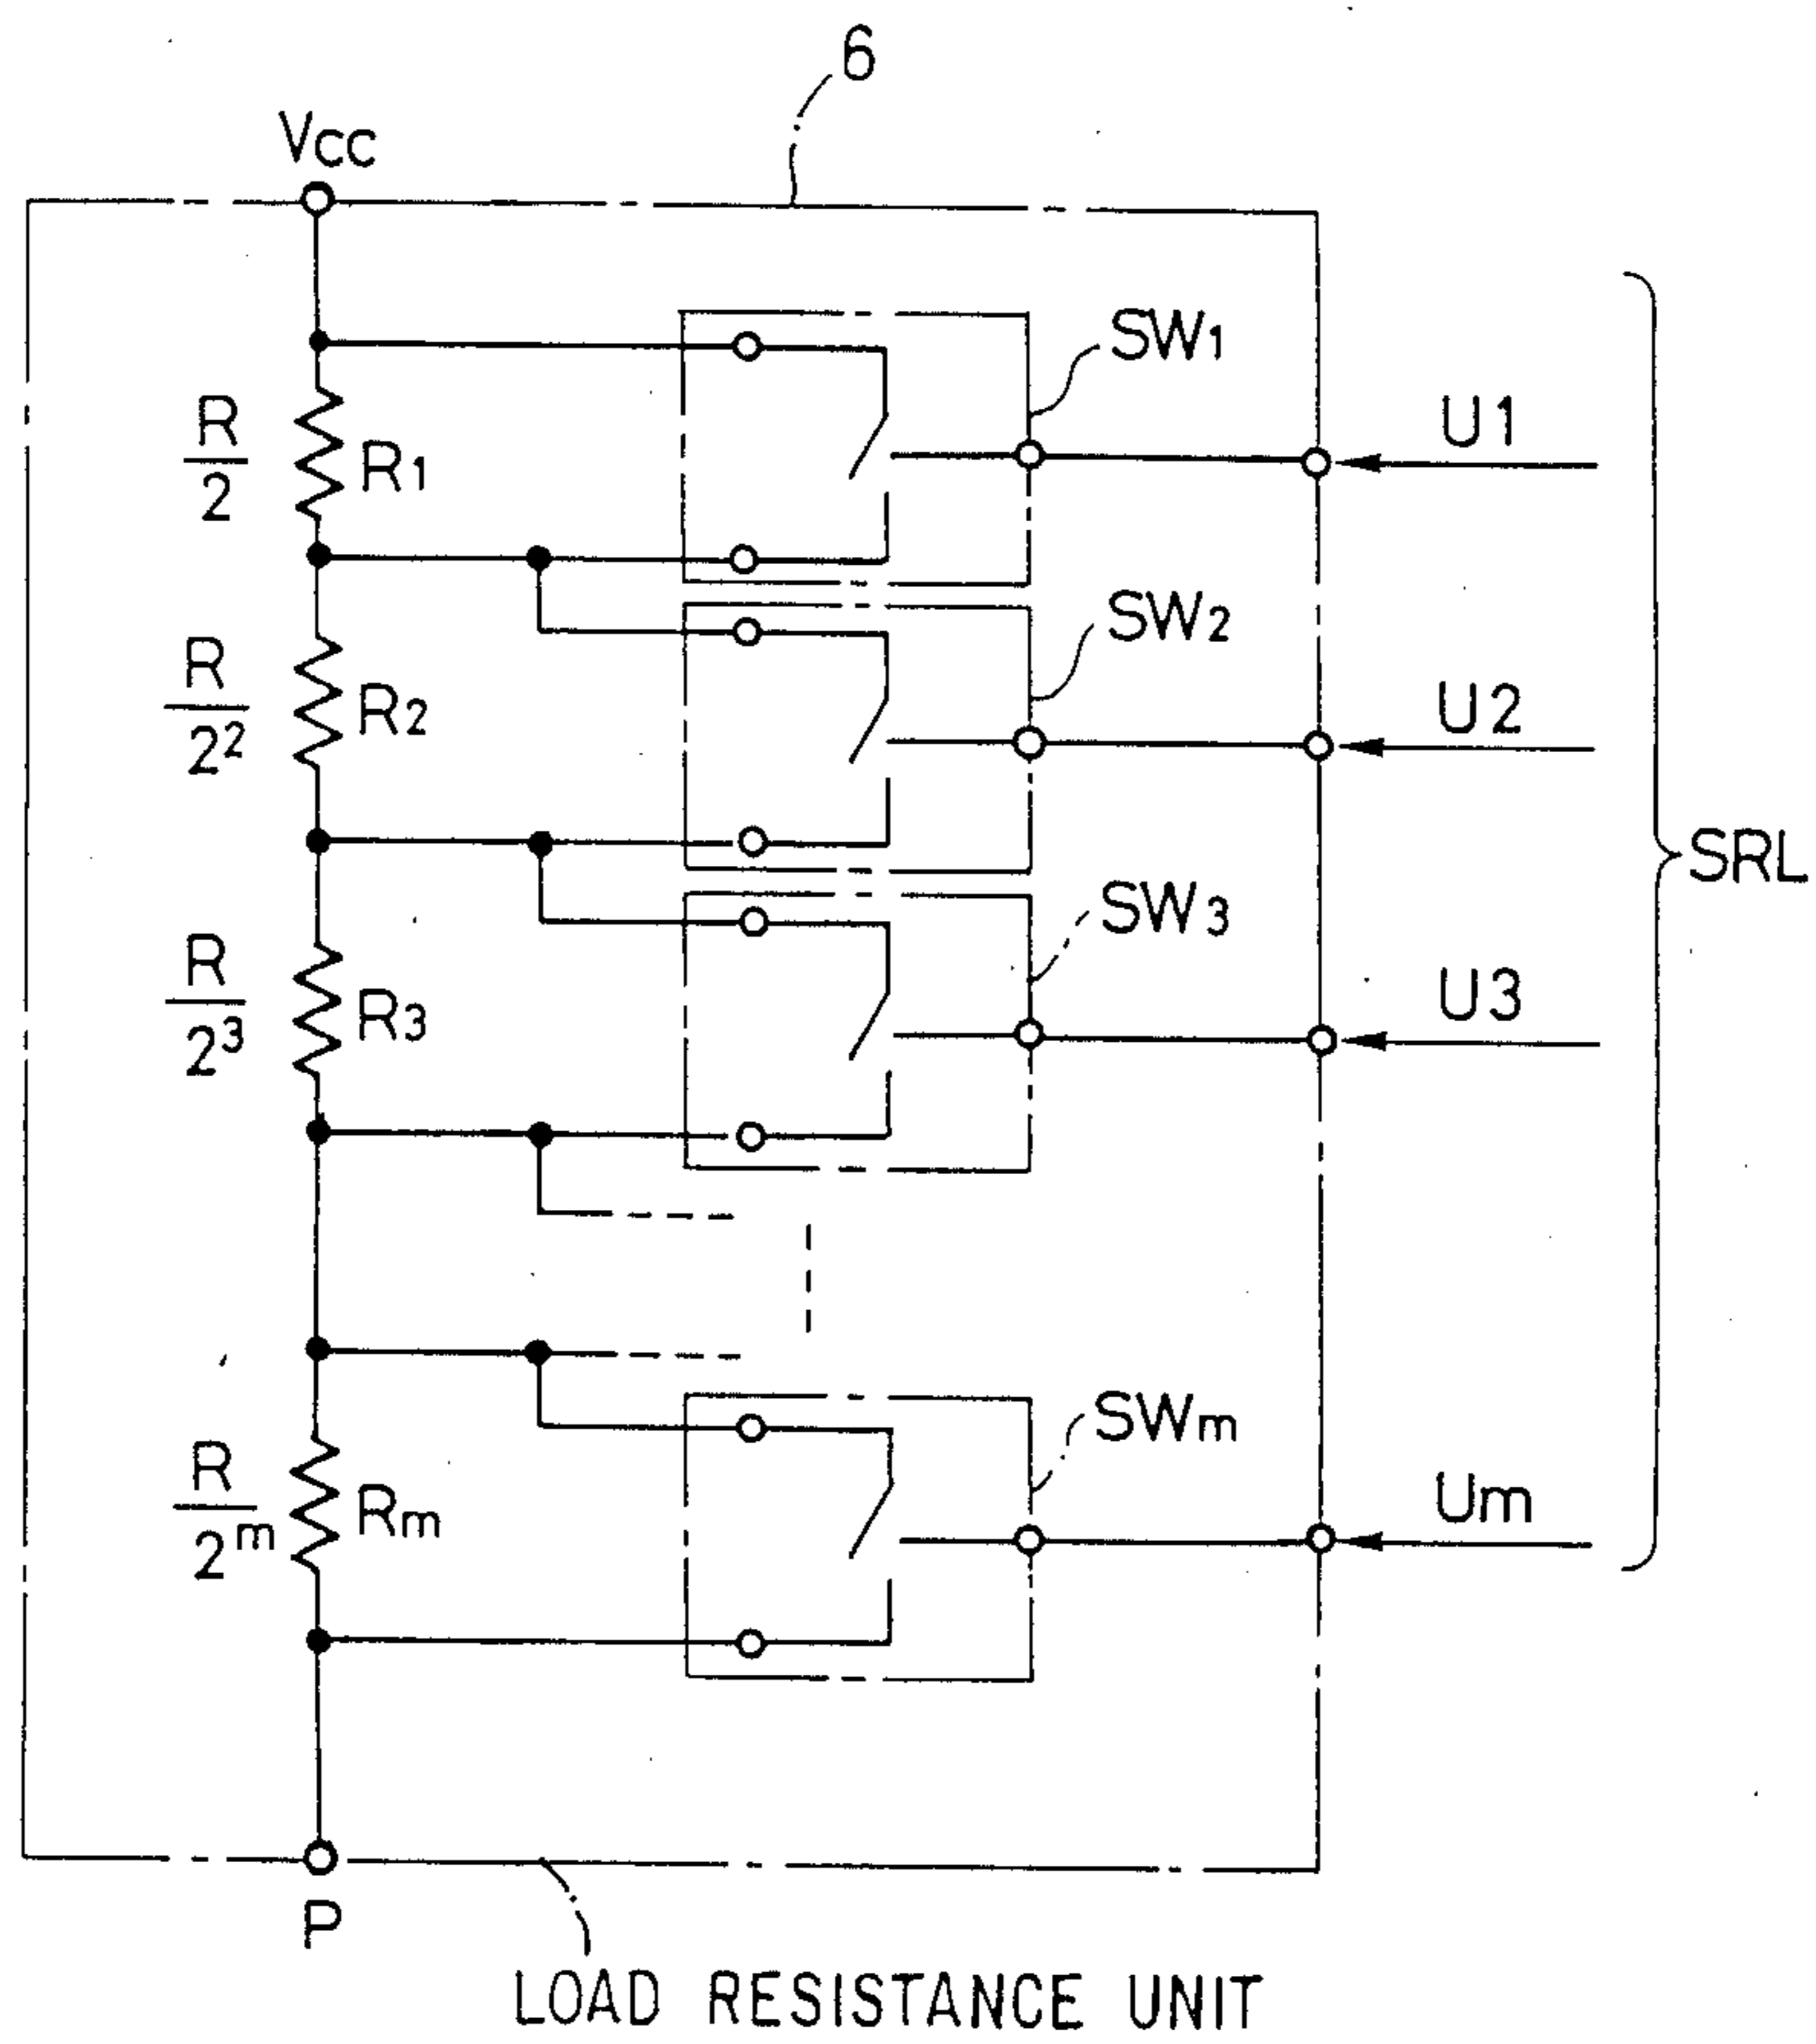 6
Vcc
SW1
R/2
R1
U1
SW2
R/2²
R2
U2
SRL
SW3
R/2³
R3
U3
SWm
R/2^m
Rm
Um
P
LOAD RESISTANCE UNIT